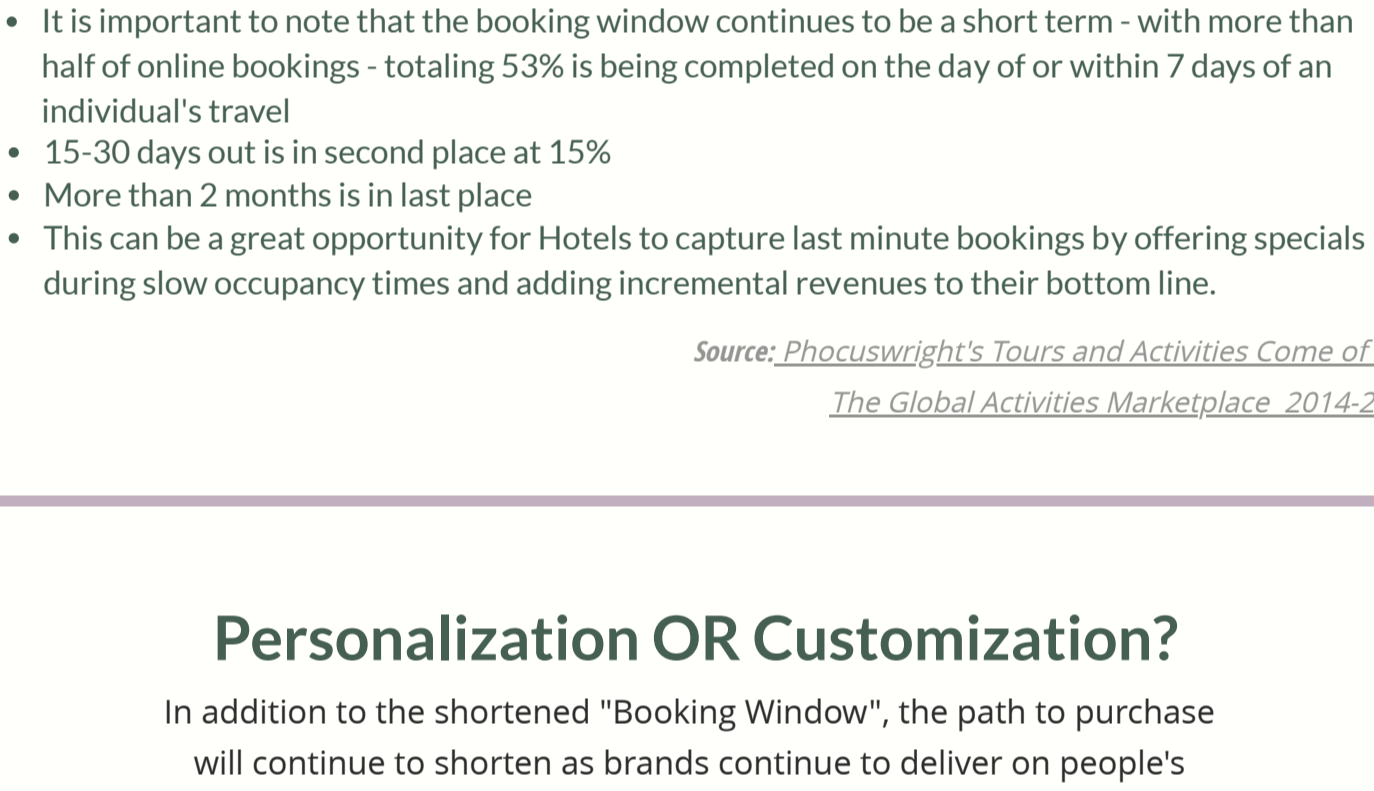 • It is important to note that the booking window continues to be a short term - with more than
half of online bookings - totaling 53% is being completed on the day of or within 7 days of an
individual's travel
• 15-30 days out is in second place at 15%
• More than 2 months is in last place
• This can be a great opportunity for Hotels to capture last minute bookings by offering specials
during slow occupancy times and adding incremental revenues to their bottom line.
Source: Phocuswright's Tours and Activities Come of
The Global Activities Marketplace 2014-2
Personalization OR Customization?
In addition to the shortened "Booking Window", the path to purchase
will continue to shorten as brands continue to deliver on people's